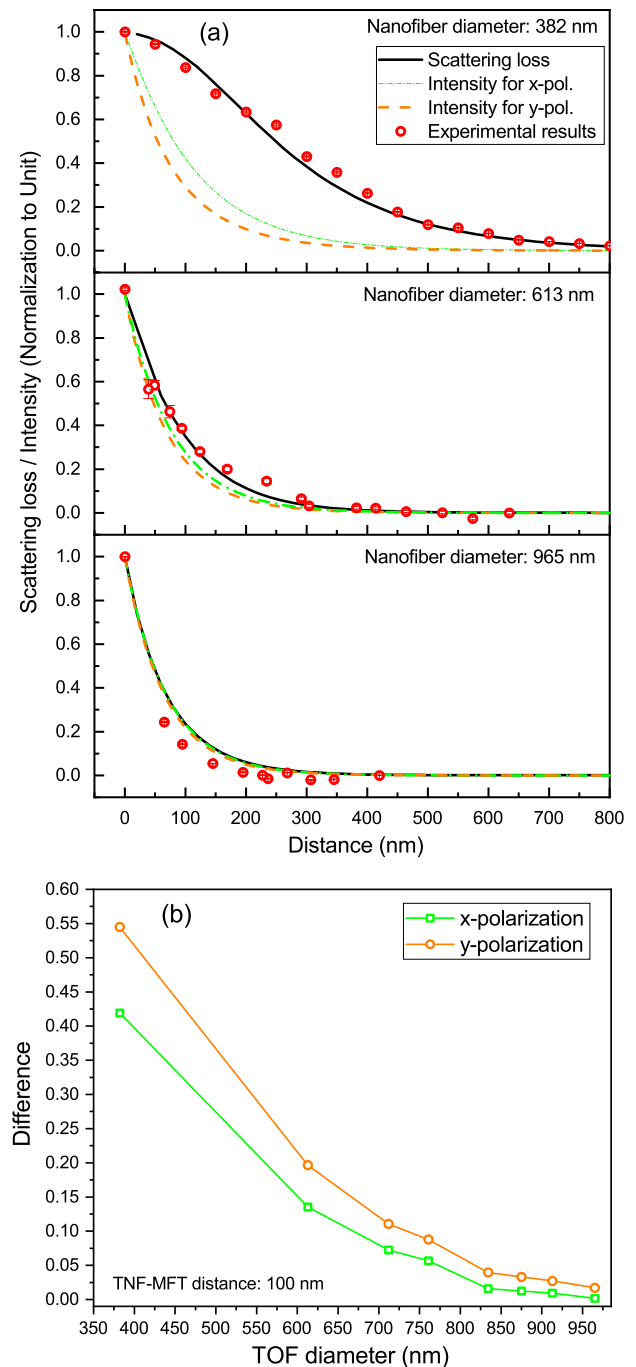 (a)
Nanofiber diameter: 382 nm
Scattering loss
Intensity for x-pol.
Intensity for y-pol.
Experimental results
1.0
0.8
0.6
0.4
0.2
0.0
Nanofiber diameter: 613 nm
1.0
0.8
0.6
0.4
0.2
0.0
Nanofiber diameter: 965 nm
1.0
0.8
0.6
0.4
0.2
0.0
Scattering loss / Intensity (Normalization to Unit)
0 100 200 300 400 500 600 700 800
Distance (nm)
(b)
x-polarization
y-polarization
0.60
0.55
0.50
0.45
0.40
0.35
0.30
0.25
0.20
0.15
0.10
0.05
0.00
Difference
TNF-MFT distance: 100 nm
350 400 450 500 550 600 650 700 750 800 850 900 950
TOF diameter (nm)